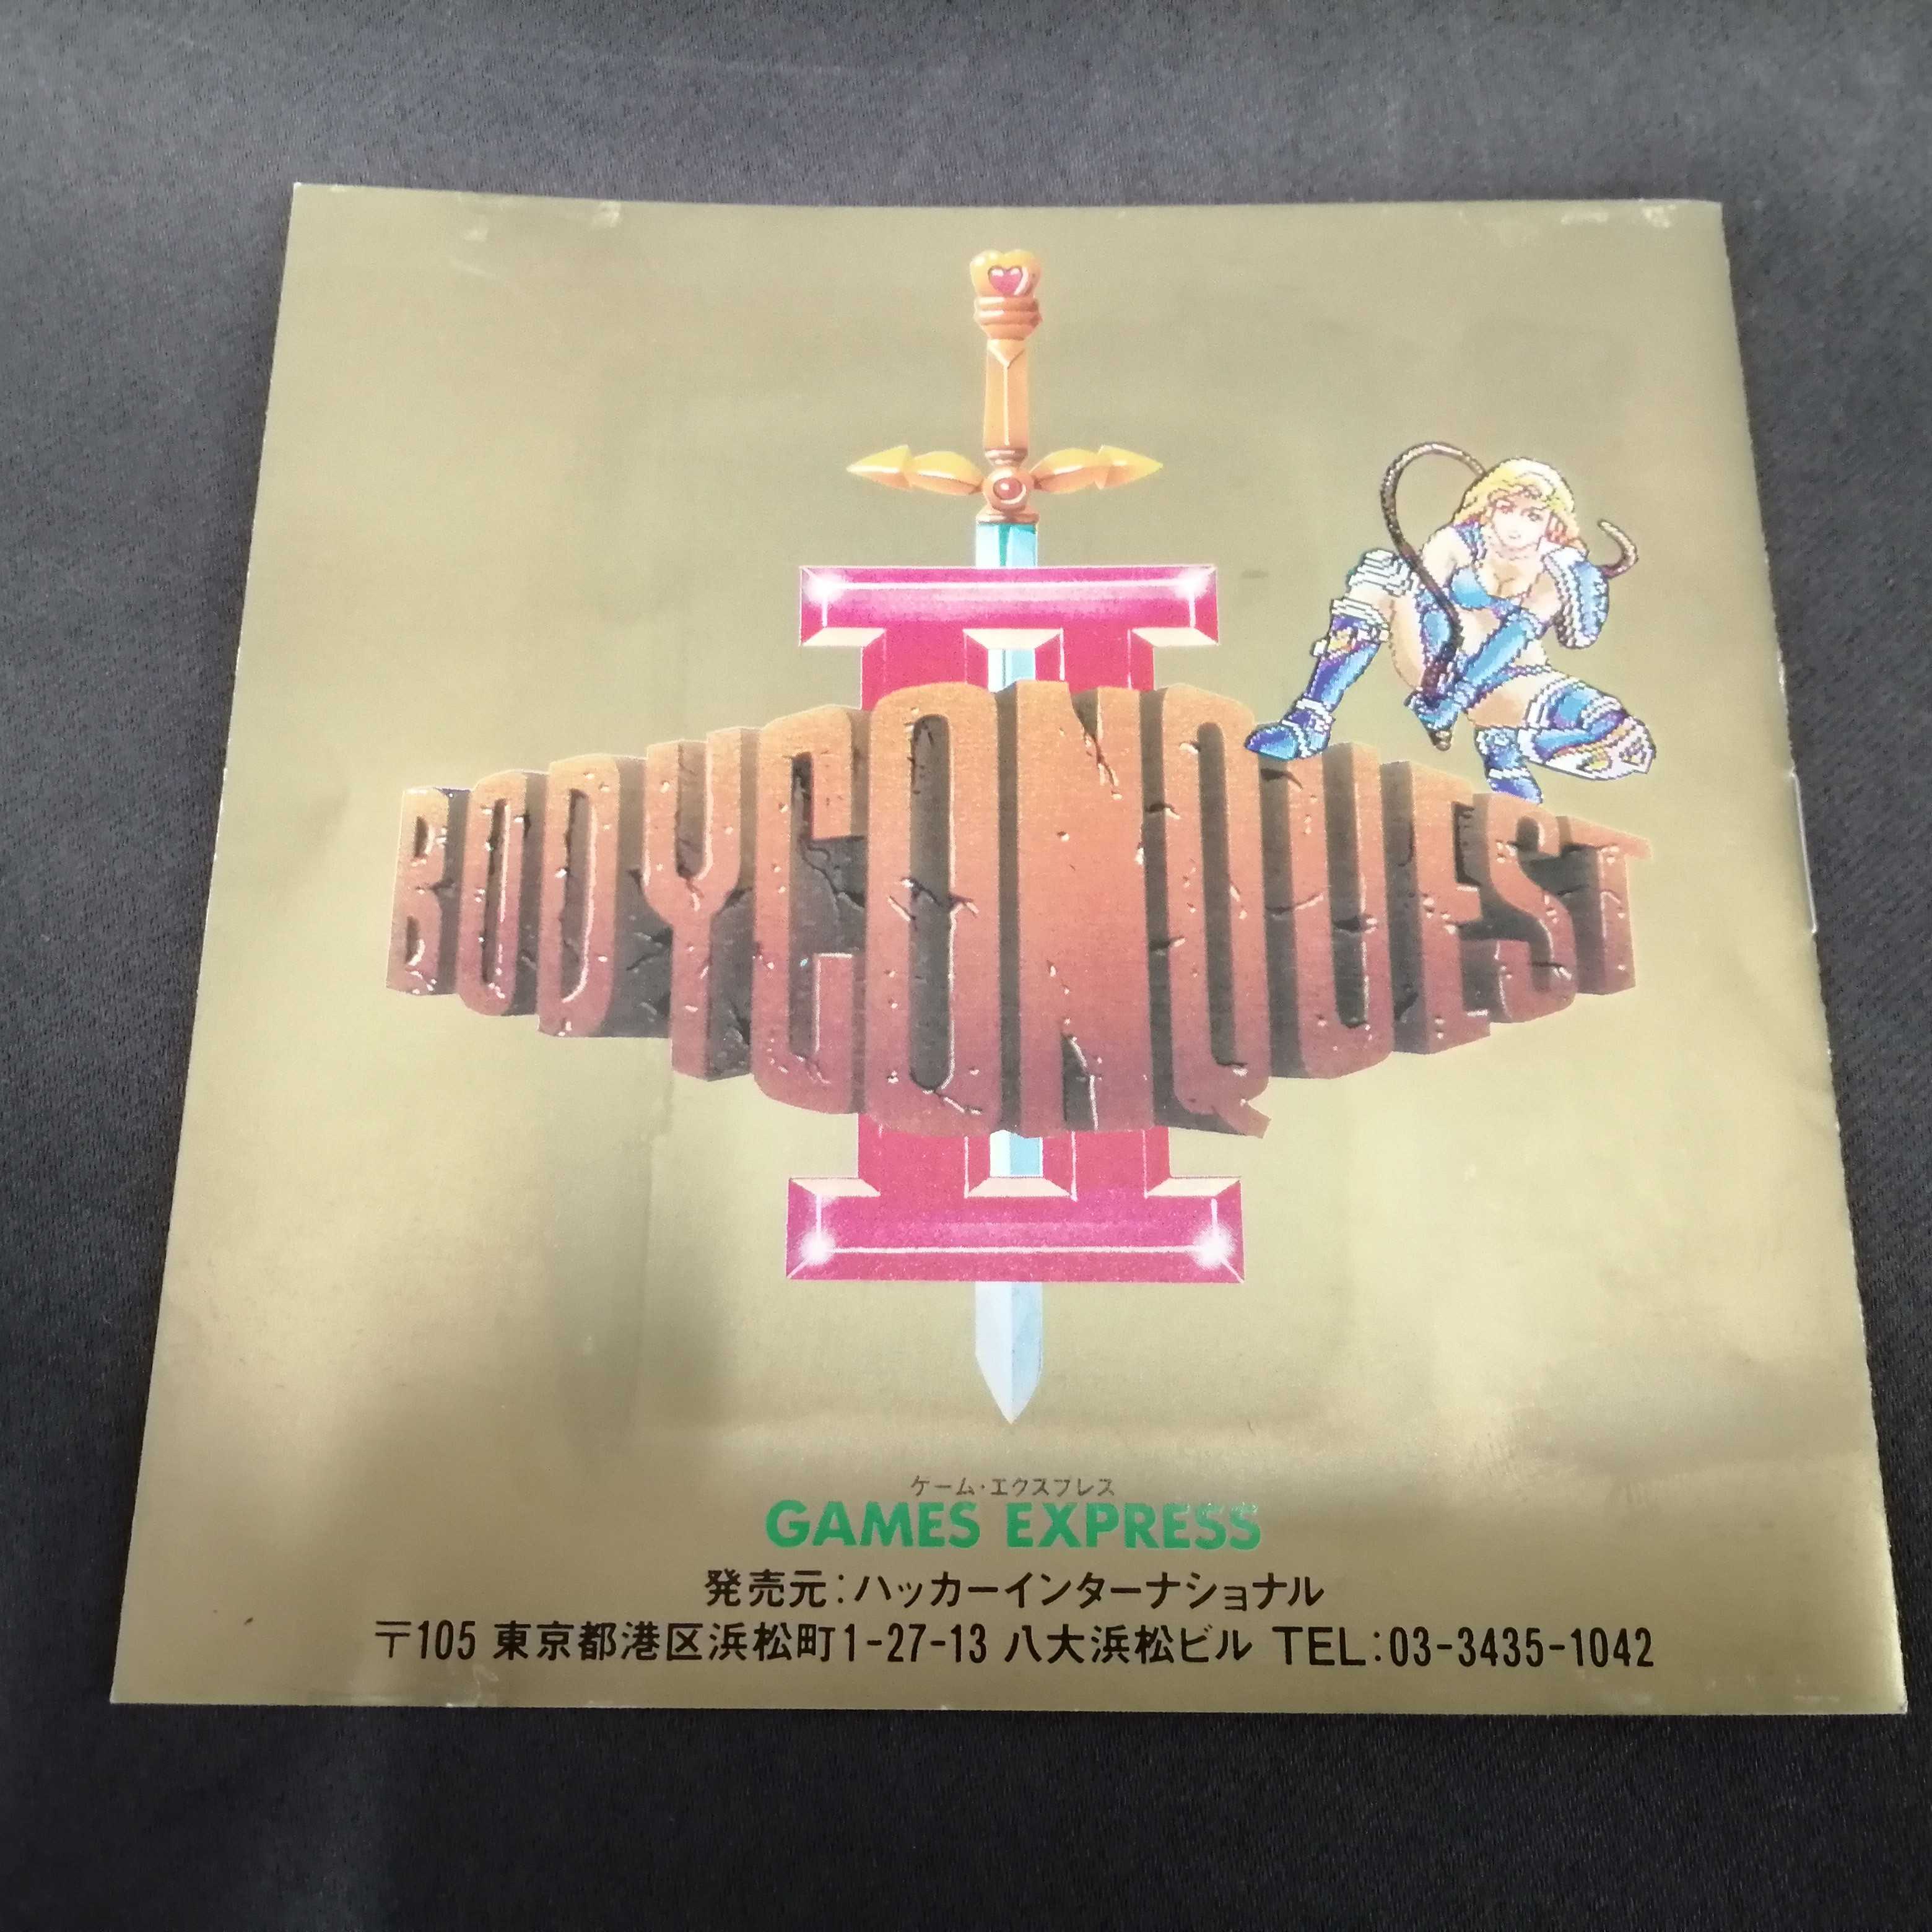 II
BODYCONQUEST
ケーム・エクスプレス
GAMES EXPRESS
発売元：ハッカーインターナショナル
〒105 東京都港区浜松町1-27-13 八大浜松ビル TEL：03-3435-1042